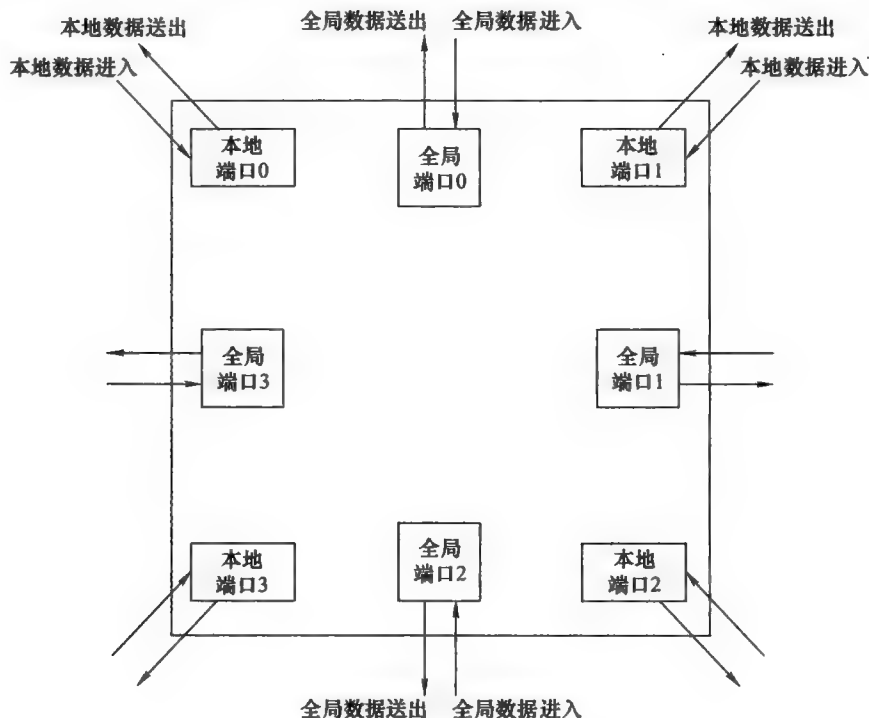 本地数据送出
全局数据送出 全局数据进入
本地数据送出
本地数据进入
本地数据进入
本地
端口0
全局
端口0
本地
端口1
全局
端口3
全局
端口1
本地
端口3
全局
端口2
本地
端口2
全局数据送出 全局数据进入